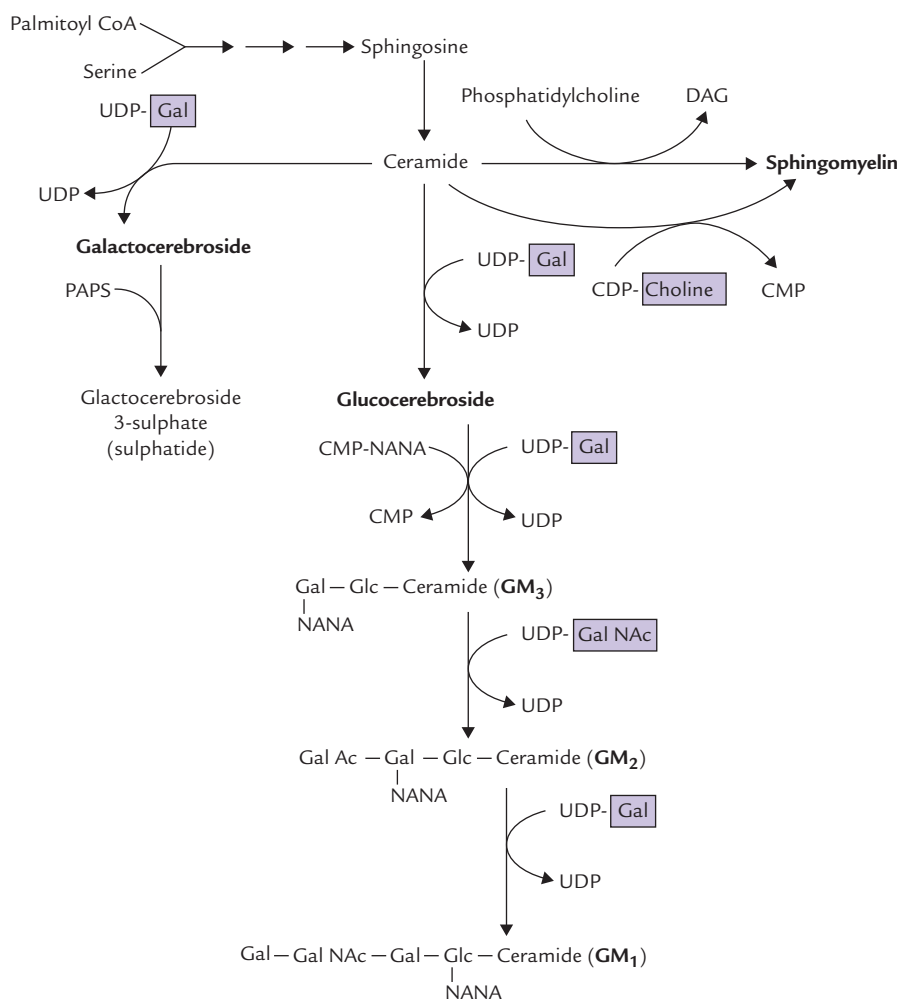 Palmitoyl CoA
Serine
Sphingosine
UDP- Gal
Phosphatidylcholine
DAG
UDP
Ceramide
Sphingomyelin
Galactocerebroside
UDP- Gal
CDP- Choline
CMP
PAPS
UDP
Glactocerebroside
3-sulphate
(sulphatide)
Glucocerebroside
CMP-NANA
UDP- Gal
CMP
UDP
Gal – Glc – Ceramide (GM3)
NANA
UDP- Gal NAc
UDP
Gal Ac – Gal – Glc – Ceramide (GM2)
NANA
UDP- Gal
UDP
Gal – Gal NAc – Gal – Glc – Ceramide (GM1)
NANA